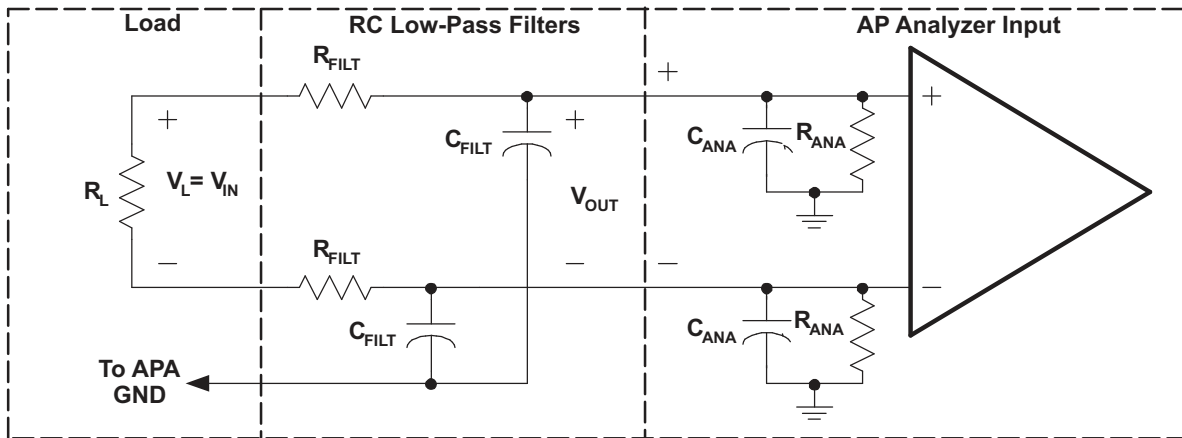 Load
RC Low-Pass Filters
AP Analyzer Input
R_FILT
+
+
+
+
C_FILT
C_ANA
R_ANA
R_L
V_L = V_IN
V_OUT
R_FILT
−
−
−
−
C_FILT
C_ANA
R_ANA
To APA
GND